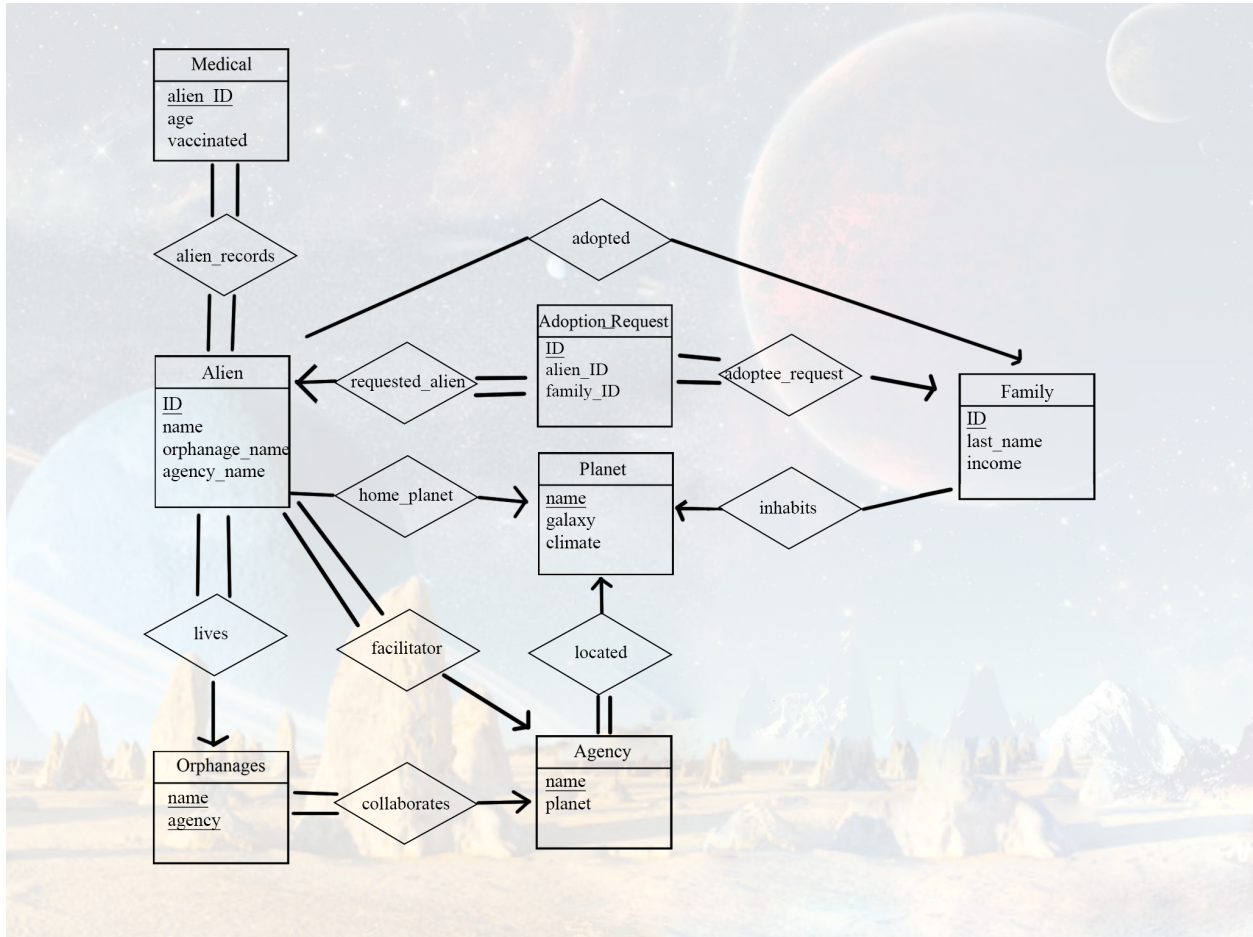 Medical
alien_ID
age
vaccinated
alien_records
adopted
Adoption_Request
ID
alien_ID
family_ID
Alien
ID
name
orphanage_name
agency_name
requested_alien
adoptee_request
Family
ID
last_name
income
home_planet
Planet
name
galaxy
climate
inhabits
lives
facilitator
located
Orphanages
name
agency
collaborates
Agency
name
planet